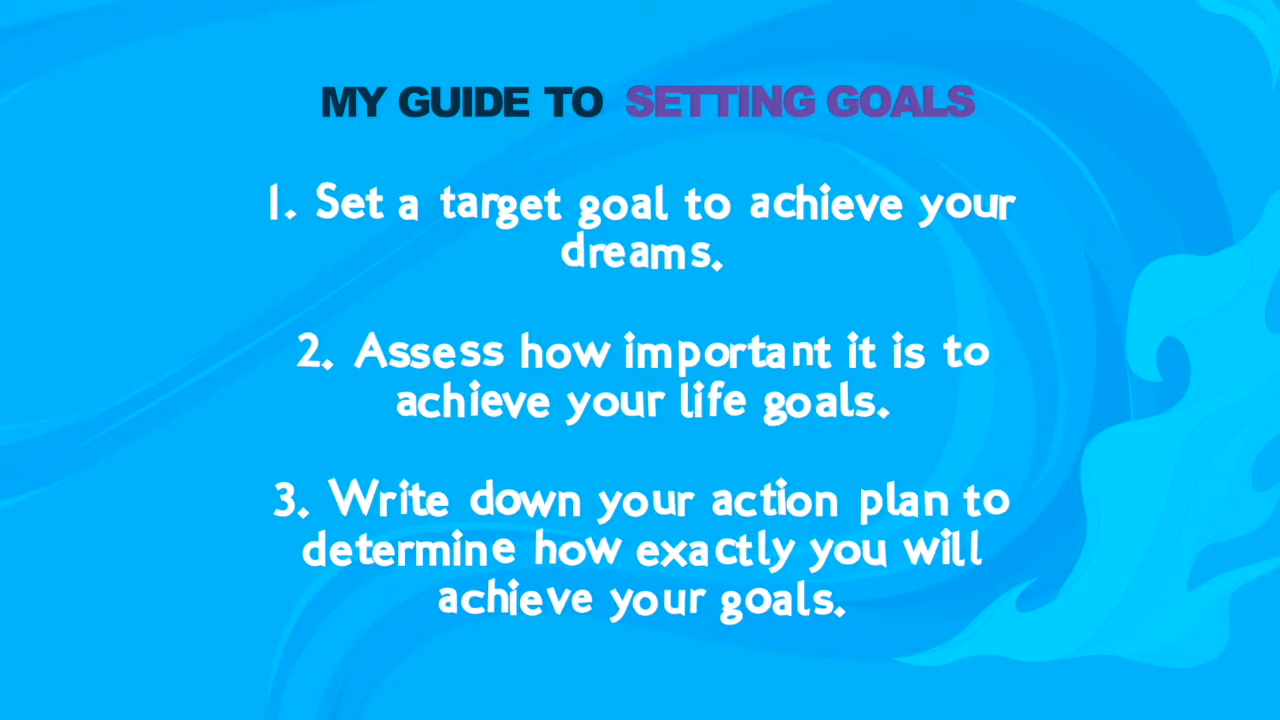 MY GUIDE TO SETTING GOALS
1. Set a target goal to achieve your
dreams.
2. Assess how important it is to
achieve your life goals.
3. Write down your action plan to
determine how exactly you will
achieve your goals.